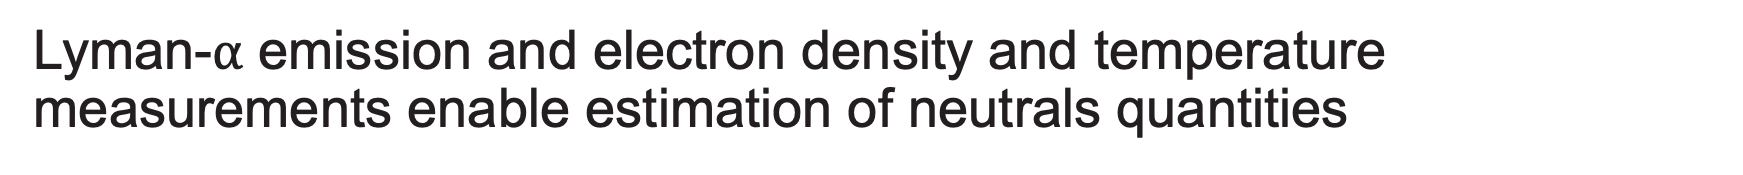 Lyman-α emission and electron density and temperature
measurements enable estimation of neutrals quantities